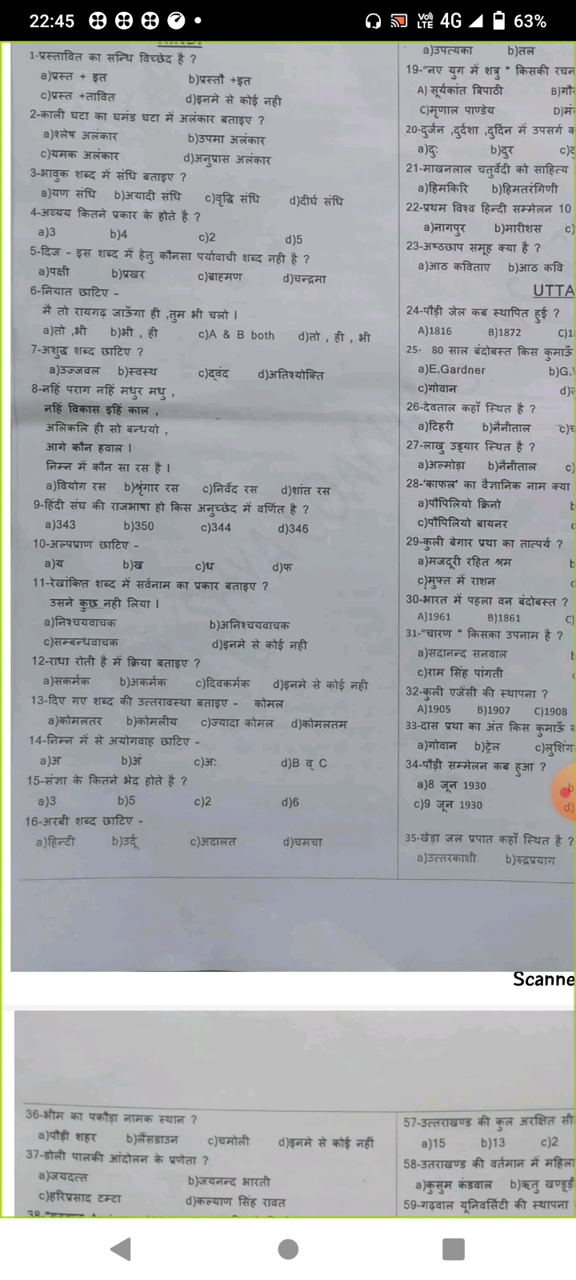 22:45
Vo) LTE 4G 63%
HINDI
1-प्रस्तावित का सन्धि विच्छेद है ?
a)प्रस्त + इत b)प्रस्तौ +इत
c)प्रस्त +तावित d)इनमे से कोई नही
2-काली घटा का घमंड घटा में अलंकार बताइए ?
a)श्लेष अलंकार b)उपमा अलंकार
c)यमक अलंकार d)अनुप्रास अलंकार
3-भावुक शब्द में संधि बताइए ?
a)यण संधि b)अयादी संधि c)वृद्धि संधि d)दीर्घ संधि
4-अव्यय कितने प्रकार के होते है ?
a)3 b)4 c)2 d)5
5-दिज - इस शब्द में हेतु कौनसा पर्यावाची शब्द नही है ?
a)पक्षी b)प्रखर c)ब्राहमण d)चन्द्रमा
6-नियात छाटिए -
मै तो रायगढ़ जाऊँगा ही ,तुम भी चलो ।
a)तो ,भी b)भी , ही c)A & B both d)तो , ही , भी
7-अशुद्ध शब्द छाटिए ?
a)उज्जवल b)स्वस्थ c)द्वंद d)अतिश्योक्ति
8-नहिं पराग नहिं मधुर मधु ,
नहिं विकास इहिं काल ,
अलिकलि ही सो बन्धयो ,
आगे कौन हवाल ।
निम्न में कौन सा रस है ।
a)वियोग रस b)श्रृंगार रस c)निर्वेद रस d)शांत रस
9-हिंदी संघ की राजभाषा हो किस अनुच्छेद में वर्णित है ?
a)343 b)350 c)344 d)346
10-अल्पप्राण छाटिए -
a)य b)ख c)ध d)फ
11-रेखांकित शब्द में सर्वनाम का प्रकार बताइए ?
उसने कुछ नही लिया ।
a)निश्चयवाचक b)अनिश्चयवाचक
c)सम्बन्धवाचक d)इनमे से कोई नही
12-राधा रोती है में क्रिया बताइए ?
a)सकर्मक b)अकर्मक c)दिवकर्मक d)इनमे से कोई नही
13-दिए गए शब्द की उत्तरावस्था बताइए - कोमल
a)कोमलतर b)कोमलीय c)ज्यादा कोमल d)कोमलतम
14-निम्न में से अयोगवाह छाटिए -
a)अ b)अं c)अः d)B व् C
15-संज्ञा के कितने भेद होते है ?
a)3 b)5 c)2 d)6
16-अरबी शब्द छाटिए -
a)हिन्दी b)उर्दू c)अदालत d)चमचा
a)उपत्यका b)तल
19-"नए युग में शत्रु " किसकी रचन
A) सूर्यकांत त्रिपाठी B)गौ
C)मृणाल पाण्डेय D)मं
20-दुर्जन ,दुर्दशा ,दुर्दिन में उपसर्ग क
a)दुः b)दुर c)द
21-माखनलाल चतुर्वेदी को साहित्य
a)हिमकिरि b)हिमतरंगिणी
22-प्रथम विश्व हिन्दी सम्मेलन 10
a)नागपुर b)मारीशस c)
23-अष्ठछाप समूह क्या है ?
a)आठ कविताए b)आठ कवि
UTTA
24-पौड़ी जेल कब स्थापित हुई ?
A)1816 B)1872 C)1
25- 80 साल बंदोबस्त किस कुमाऊँ
a)E.Gardner b)G.
c)गोवान d)
26-देवताल कहाँ स्थित है ?
a)टिहरी b)नैनीताल c)च
27-लाखु उड्यार स्थित है ?
a)अल्मोड़ा b)नैनीताल c)
28-'काफल' का वैज्ञानिक नाम क्या
a)पौपिलियो क्रिनो b
c)पौपिलियो बायनर
29-कुली बेगार प्रथा का तात्पर्य ?
a)मजदूरी रहित श्रम b
c)मुफ्त में राशन
30-भारत में पहला वन बंदोबस्त ?
A)1961 B)1861 C)
31-"चारण " किसका उपनाम है ?
a)सदानन्द सनवाल b
c)राम सिंह पांगती
32-कुली एजेंसी की स्थापना ?
A)1905 B)1907 C)1908
33-दास प्रथा का अंत किस कुमाऊँ
a)गोवान b)ट्रेल c)लुशिंग
34-पौड़ी सम्मेलन कब हुआ ?
a)8 जून 1930 b
c)9 जून 1930 d)
35-खेडा जल प्रपात कहाँ स्थित है ?
a)उत्तरकाशी b)रुद्रप्रयाग
Scanne
36-भीम का पकौड़ा नामक स्थान ?
a)पौड़ी शहर b)लैंसडाउन c)चमोली d)इनमे से कोई नहीं
37-डोली पालकी आंदोलन के प्रणेता ?
a)जयदत्त b)जयनन्द भारती
c)हरिप्रसाद टम्टा d)कल्याण सिंह रावत
57-उत्तराखण्ड की कुल अरक्षित सी
a)15 b)13 c)2
58-उतराखण्ड की वर्तमान में महिला
a)कुसुम कंडवाल b)ऋतु खण्डूड़ी
59-गढ़वाल यूनिवर्सिटी की स्थापना